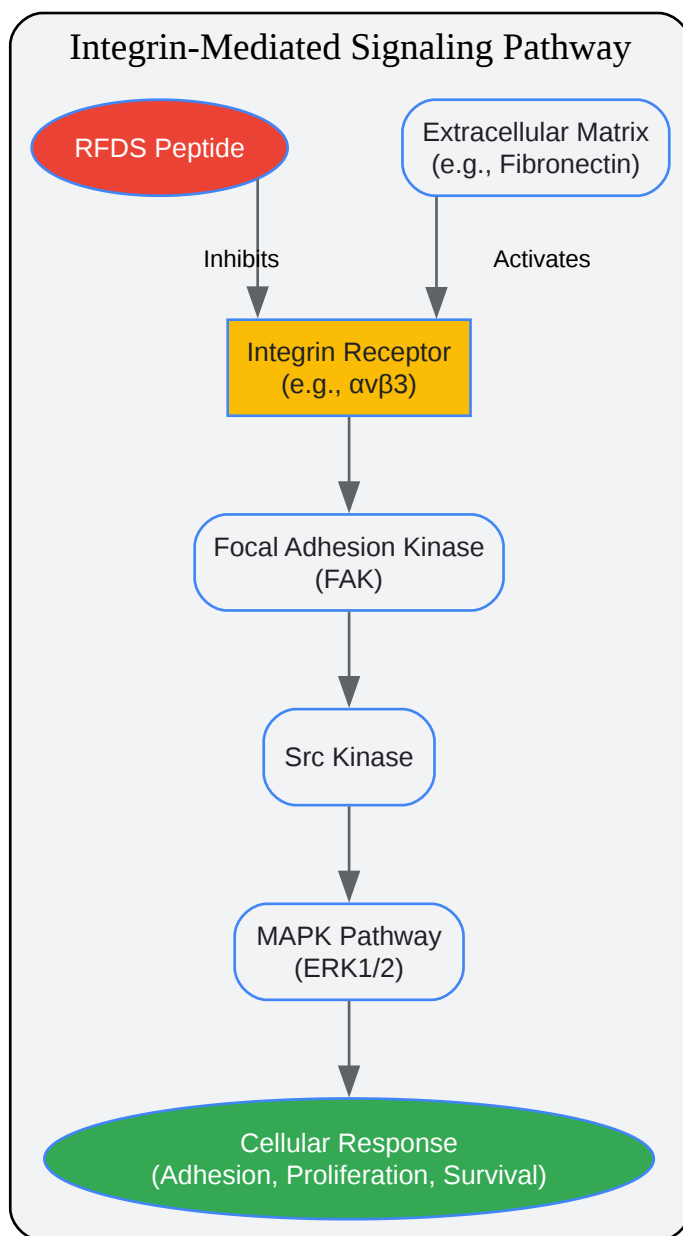 Integrin-Mediated Signaling Pathway
RFDS Peptide
Extracellular Matrix
(e.g., Fibronectin)
Inhibits
Activates
Integrin Receptor
(e.g., αvβ3)
Focal Adhesion Kinase
(FAK)
Src Kinase
MAPK Pathway
(ERK1/2)
Cellular Response
(Adhesion, Proliferation, Survival)